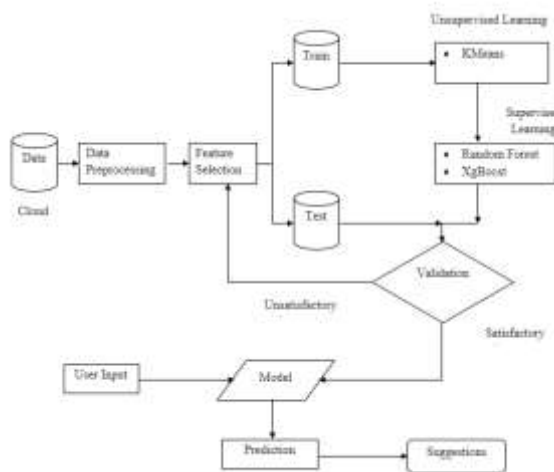 Unsupervised Learning
Train
KMeans
Supervise
Learning
Data
Data
Preprocessing
Feature
Selection
Random Forest
XgBoost
Cloud
Test
Validation
Unsatisfactory
Satisfactory
User Input
Model
Prediction
Suggestions